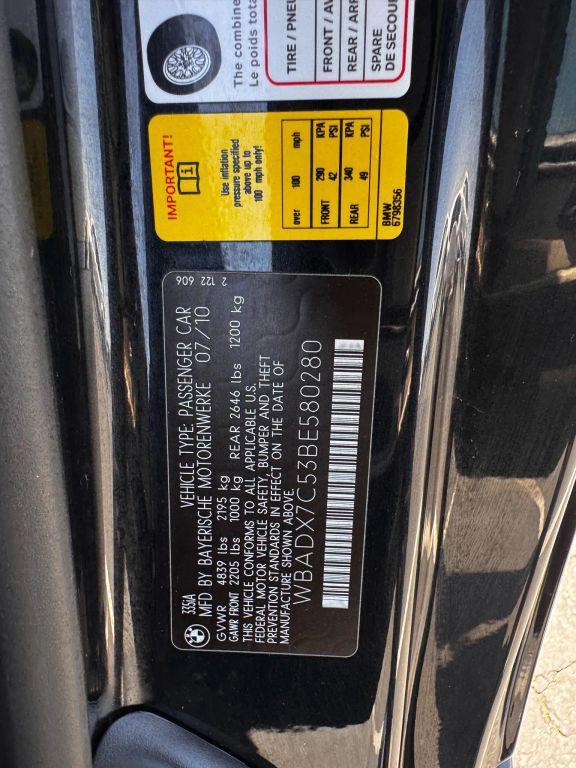 The combine
Le poids tota
TIRE / PNEU
FRONT / AV
REAR / AR
SPARE
DE SECOUR
IMPORTANT!
Use inflation
pressure specified
above up to
100 mph only!
over 100 mph
FRONT 290 KPA
42 PSI
REAR 340 KPA
49 PSI
BMW
6798356
335DA
2 122 606
VEHICLE TYPE: PASSENGER CAR
MFD BY BAYERISCHE MOTORENWERKE 07/10
GVWR 4839 lbs 2195 kg
GAWR FRONT 2205 lbs 1000 kg REAR 2646 lbs 1200 kg
THIS VEHICLE CONFORMS TO ALL APPLICABLE U.S.
FEDERAL MOTOR VEHICLE SAFETY, BUMPER AND THEFT
PREVENTION STANDARDS IN EFFECT ON THE DATE OF
MANUFACTURE SHOWN ABOVE.
WBADX7C53BE580280
BMW